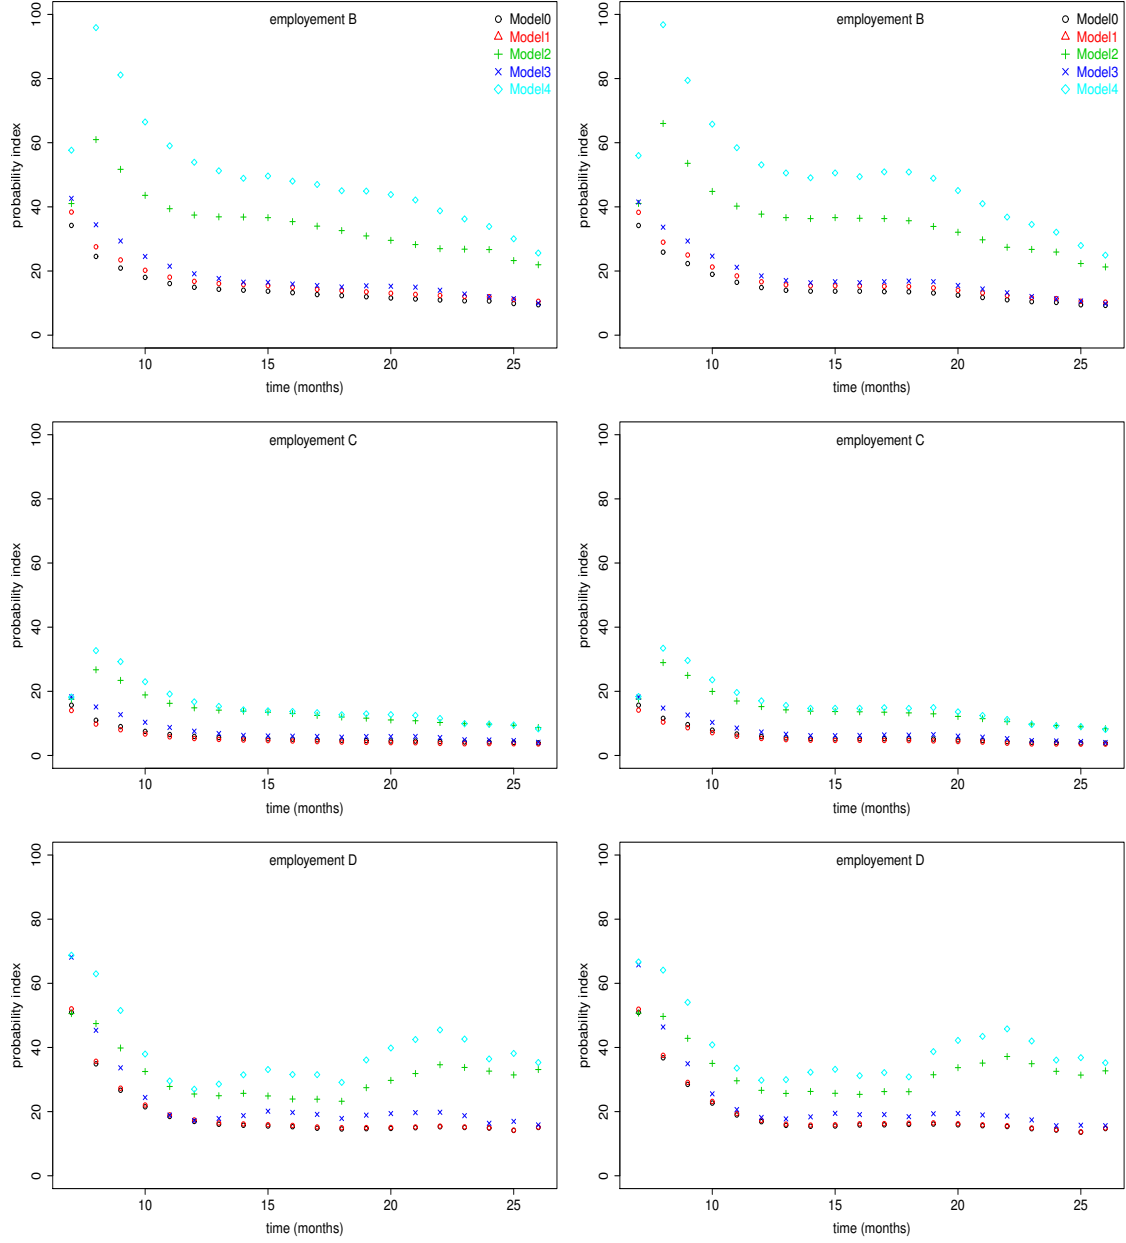 employement B
Model0
Model1
Model2
Model3
Model4
probability index
0 20 40 60 80 100
10 15 20 25
time (months)
employement B
Model0
Model1
Model2
Model3
Model4
probability index
0 20 40 60 80 100
10 15 20 25
time (months)
employement C
probability index
0 20 40 60 80 100
10 15 20 25
time (months)
employement C
probability index
0 20 40 60 80 100
10 15 20 25
time (months)
employement D
probability index
0 20 40 60 80 100
10 15 20 25
time (months)
employement D
probability index
0 20 40 60 80 100
10 15 20 25
time (months)